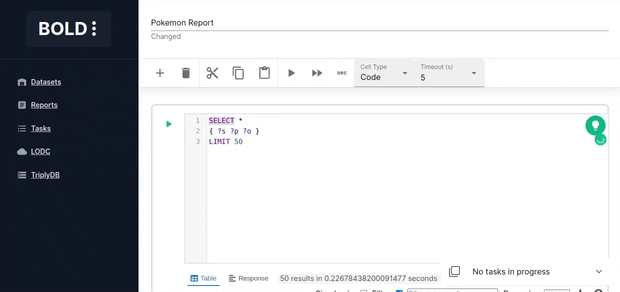 BOLD
Datasets
Reports
Tasks
LODC
TriplyDB
Pokemon Report
Changed
Cell Type
Code
Timeout (s)
5
1 SELECT *
2 { ?s ?p ?o }
3 LIMIT 50
Table
Response
50 results in 0.22678438200091477 seconds
No tasks in progress